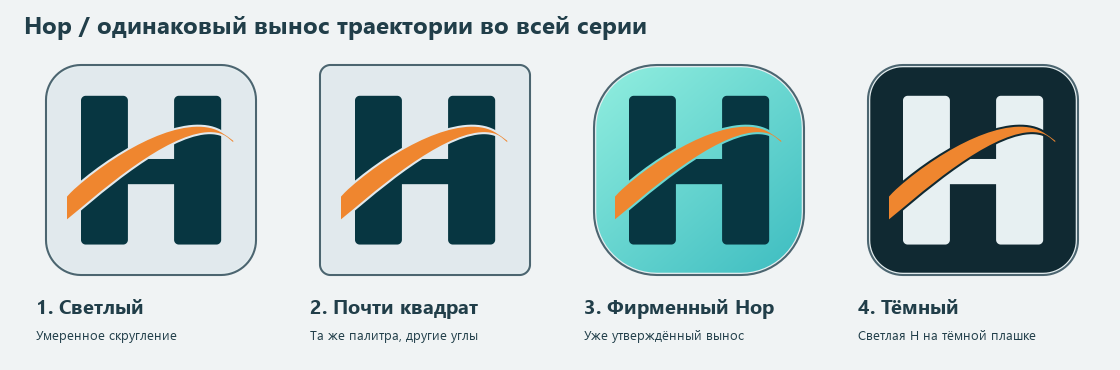 Hop / одинаковый вынос траектории во всей серии
H H H H
1. Светлый 2. Почти квадрат 3. Фирменный Hop 4. Тёмный
Умеренное скругление Та же палитра, другие углы Уже утверждённый вынос Светлая H на тёмной плашке